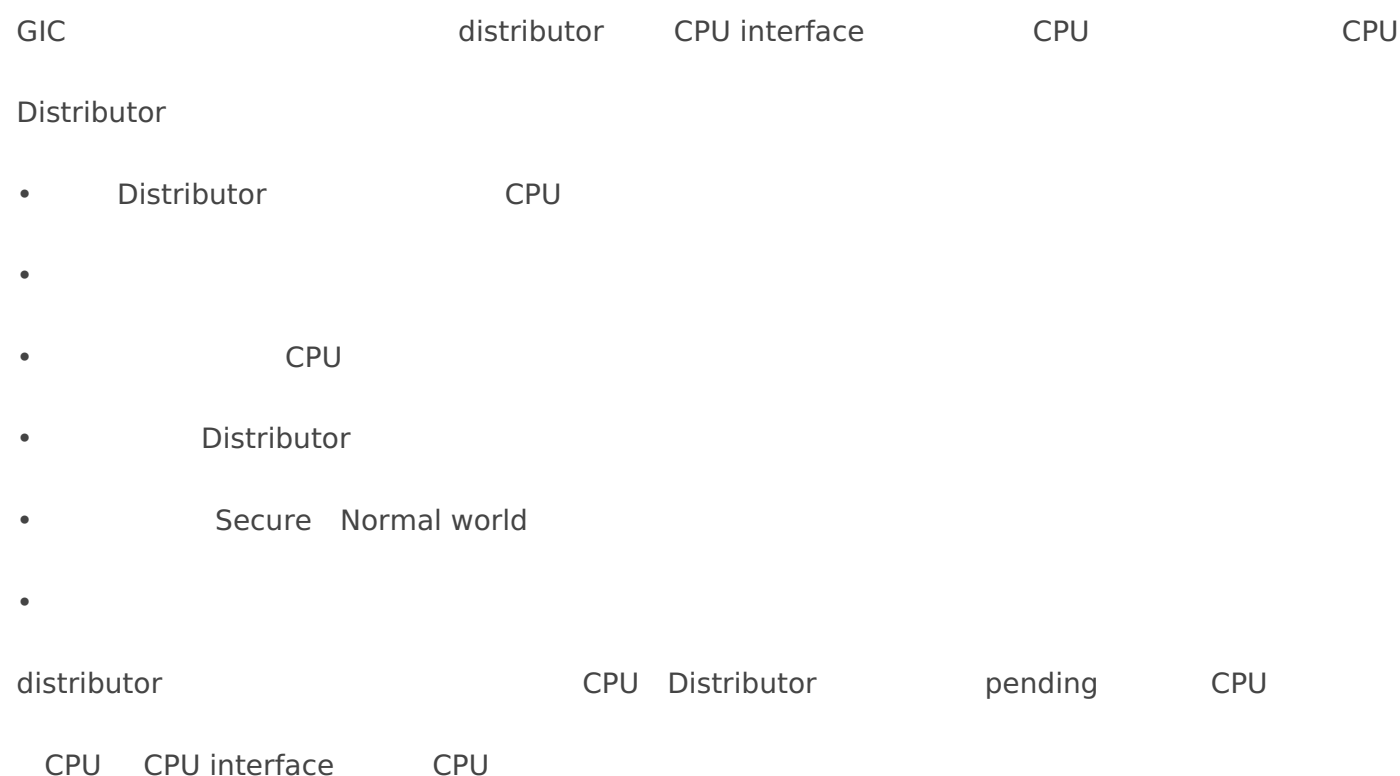 GIC distributor CPU interface CPU CPU
Distributor
• Distributor CPU
•
• CPU
• Distributor
• Secure Normal world
•
distributor CPU Distributor pending CPU
CPU CPU interface CPU